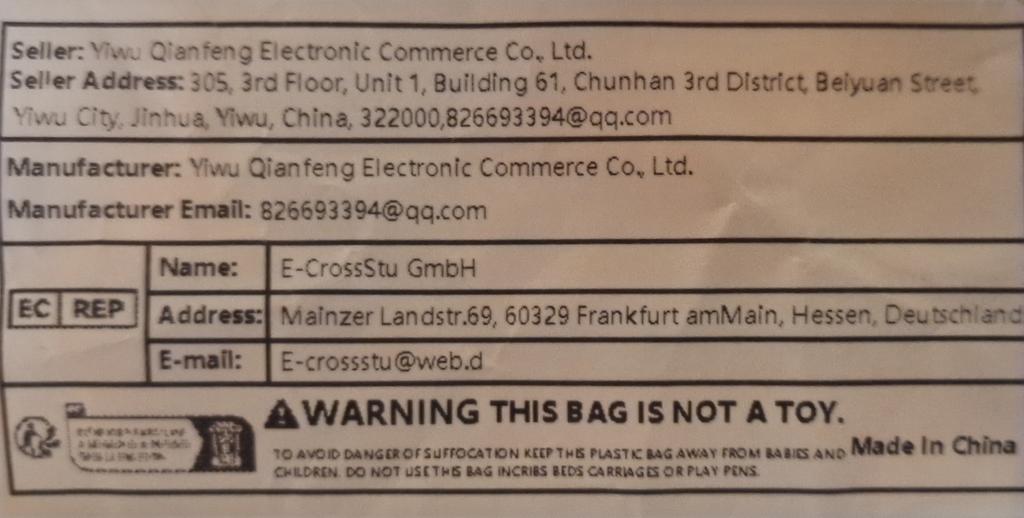 Seller: Yiwu Qianfeng Electronic Commerce Co., Ltd.
Seller Address: 305, 3rd Floor, Unit 1, Building 61, Chunhan 3rd District, Beiyuan Street,
Yiwu City, Jinhua, Yiwu, China, 322000,826693394@qq.com
Manufacturer: Yiwu Qianfeng Electronic Commerce Co., Ltd.
Manufacturer Email: 826693394@qq.com
EC REP
Name: E-CrossStu GmbH
Address: Mainzer Landstr.69, 60329 Frankfurt amMain, Hessen, Deutschland
E-mail: E-crossstu@web.d
WARNING THIS BAG IS NOT A TOY.
TO AVOID DANGER OF SUFFOCATION KEEP THIS PLASTIC BAG AWAY FROM BABIES AND
CHILDREN. DO NOT USE THIS BAG INCRIBS BEDS CARRIAGES OR PLAY PENS.
Made In China